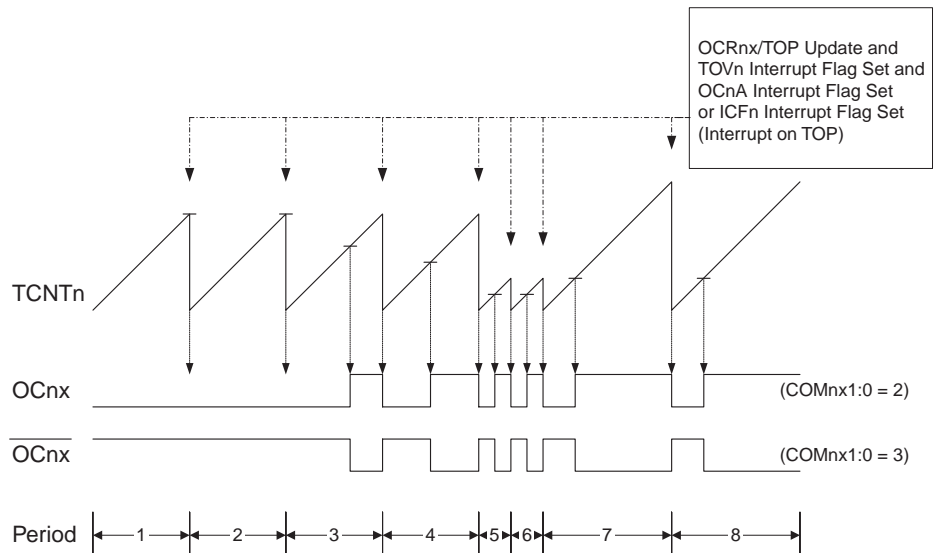 OCRnx/TOP Update and
TOVn Interrupt Flag Set and
OCnA Interrupt Flag Set
or ICFn Interrupt Flag Set
(Interrupt on TOP)
TCNTn
OCnx
(COMnx1:0 = 2)
OCnx
(COMnx1:0 = 3)
Period 1 2 3 4 5 6 7 8